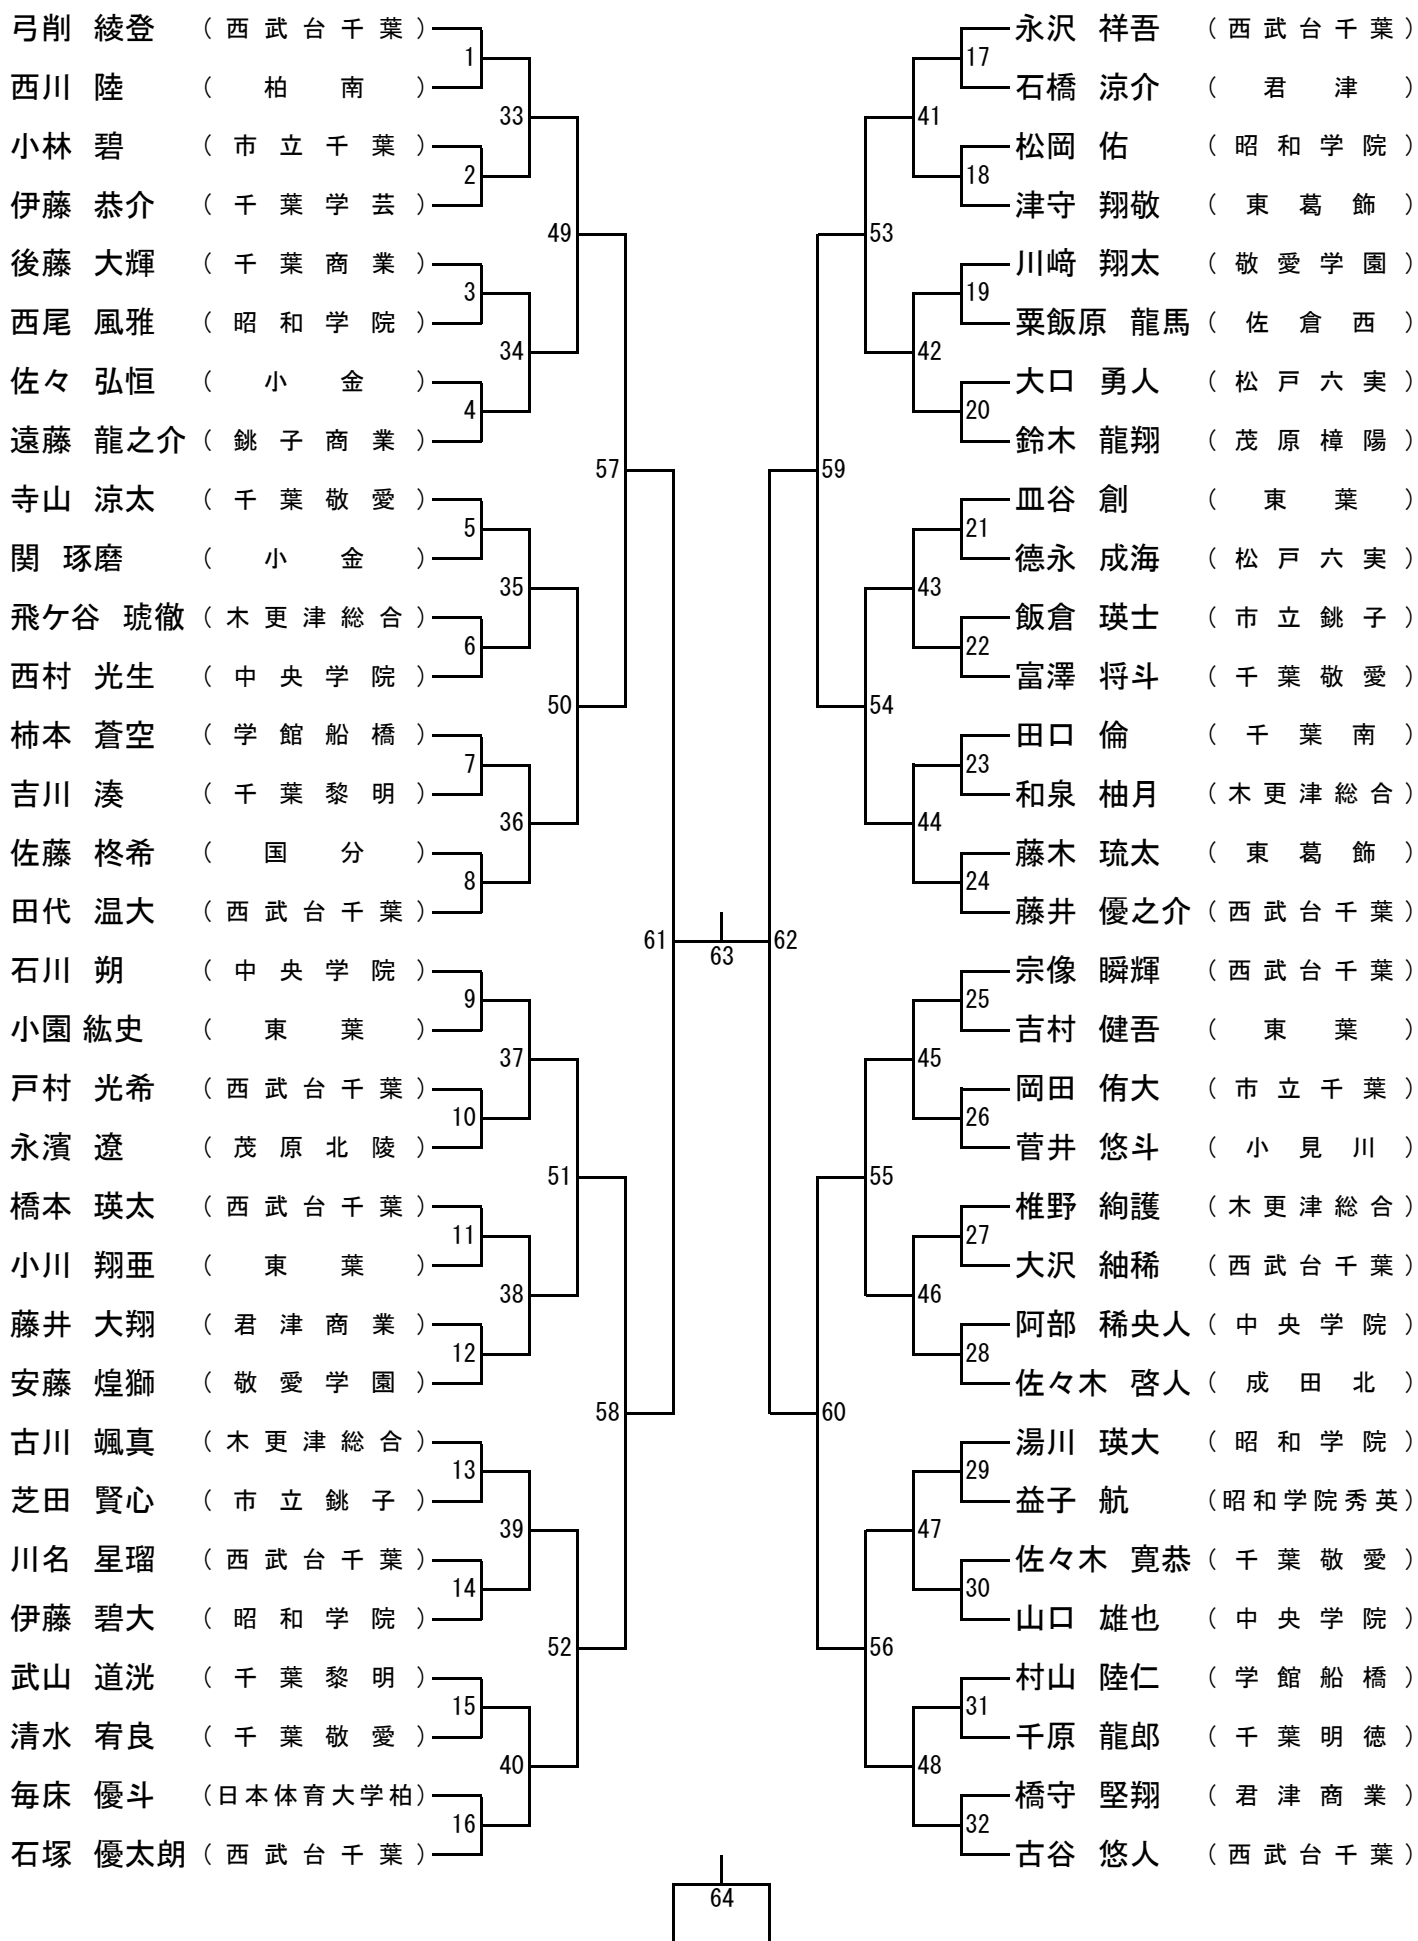 弓削 綾登 (西武台千葉)
1
西川 陸 (柏南)
33
小林 碧 (市立千葉)
2
伊藤 恭介 (千葉学芸)
49
後藤 大輝 (千葉商業)
3
西尾 風雅 (昭和学院)
34
佐々 弘恒 (小金)
4
遠藤 龍之介 (銚子商業)
57
寺山 涼太 (千葉敬愛)
5
関 琢磨 (小金)
35
飛ケ谷 琥徹 (木更津総合)
6
西村 光生 (中央学院)
50
柿本 蒼空 (学館船橋)
7
吉川 湊 (千葉黎明)
36
佐藤 柊希 (国分)
8
田代 温大 (西武台千葉)
61
石川 朔 (中央学院)
9
小園 紘史 (東葉)
37
戸村 光希 (西武台千葉)
10
永濱 遼 (茂原北陵)
51
橋本 瑛太 (西武台千葉)
11
小川 翔亜 (東葉)
38
藤井 大翔 (君津商業)
12
安藤 煌獅 (敬愛学園)
58
古川 颯真 (木更津総合)
13
芝田 賢心 (市立銚子)
39
川名 星瑠 (西武台千葉)
14
伊藤 碧大 (昭和学院)
52
武山 道洸 (千葉黎明)
15
清水 宥良 (千葉敬愛)
40
毎床 優斗 (日本体育大学柏)
16
石塚 優太朗 (西武台千葉)
63
64
永沢 祥吾 (西武台千葉)
17
石橋 涼介 (君津)
41
松岡 佑 (昭和学院)
18
津守 翔敬 (東葛飾)
53
川﨑 翔太 (敬愛学園)
19
粟飯原 龍馬 (佐倉西)
42
大口 勇人 (松戸六実)
20
鈴木 龍翔 (茂原樟陽)
59
皿谷 創 (東葉)
21
德永 成海 (松戸六実)
43
飯倉 瑛士 (市立銚子)
22
富澤 将斗 (千葉敬愛)
54
田口 倫 (千葉南)
23
和泉 柚月 (木更津総合)
44
藤木 琉太 (東葛飾)
24
藤井 優之介 (西武台千葉)
62
宗像 瞬輝 (西武台千葉)
25
吉村 健吾 (東葉)
45
岡田 侑大 (市立千葉)
26
菅井 悠斗 (小見川)
55
椎野 絢護 (木更津総合)
27
大沢 紬稀 (西武台千葉)
46
阿部 稀央人 (中央学院)
28
佐々木 啓人 (成田北)
60
湯川 瑛大 (昭和学院)
29
益子 航 (昭和学院秀英)
47
佐々木 寛恭 (千葉敬愛)
30
山口 雄也 (中央学院)
56
村山 陸仁 (学館船橋)
31
千原 龍郎 (千葉明徳)
48
橋守 堅翔 (君津商業)
32
古谷 悠人 (西武台千葉)